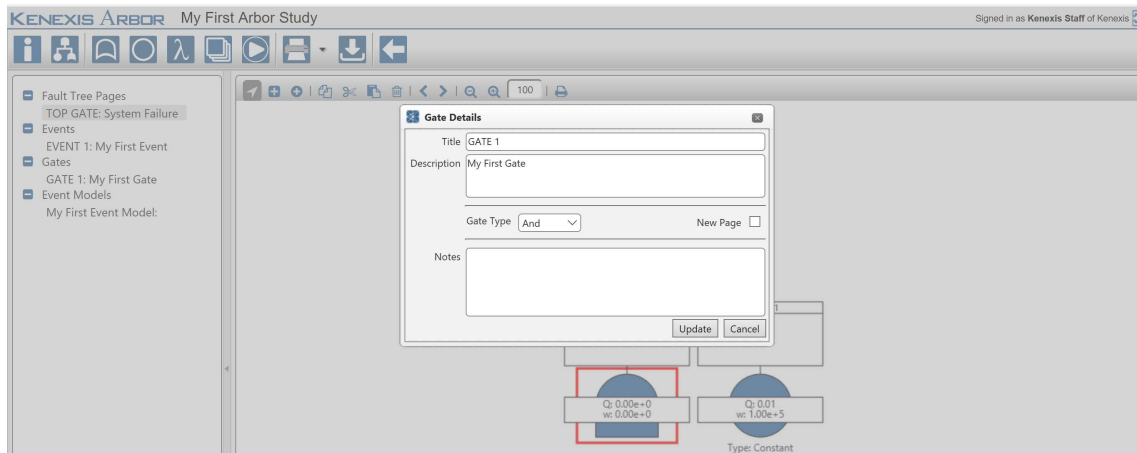 KENEXIS ARBOR My First Arbor Study
Signed in as Kenexis Staff of Kenexis
λ
Fault Tree Pages
TOP GATE: System Failure
Events
EVENT 1: My First Event
Gates
GATE 1: My First Gate
Event Models
My First Event Model:
100
Gate Details
Title GATE 1
Description My First Gate
Gate Type And New Page
Notes
Update Cancel
1
Q: 0.00e+0
w: 0.00e+0
Q: 0.01
w: 1.00e+5
Type: Constant